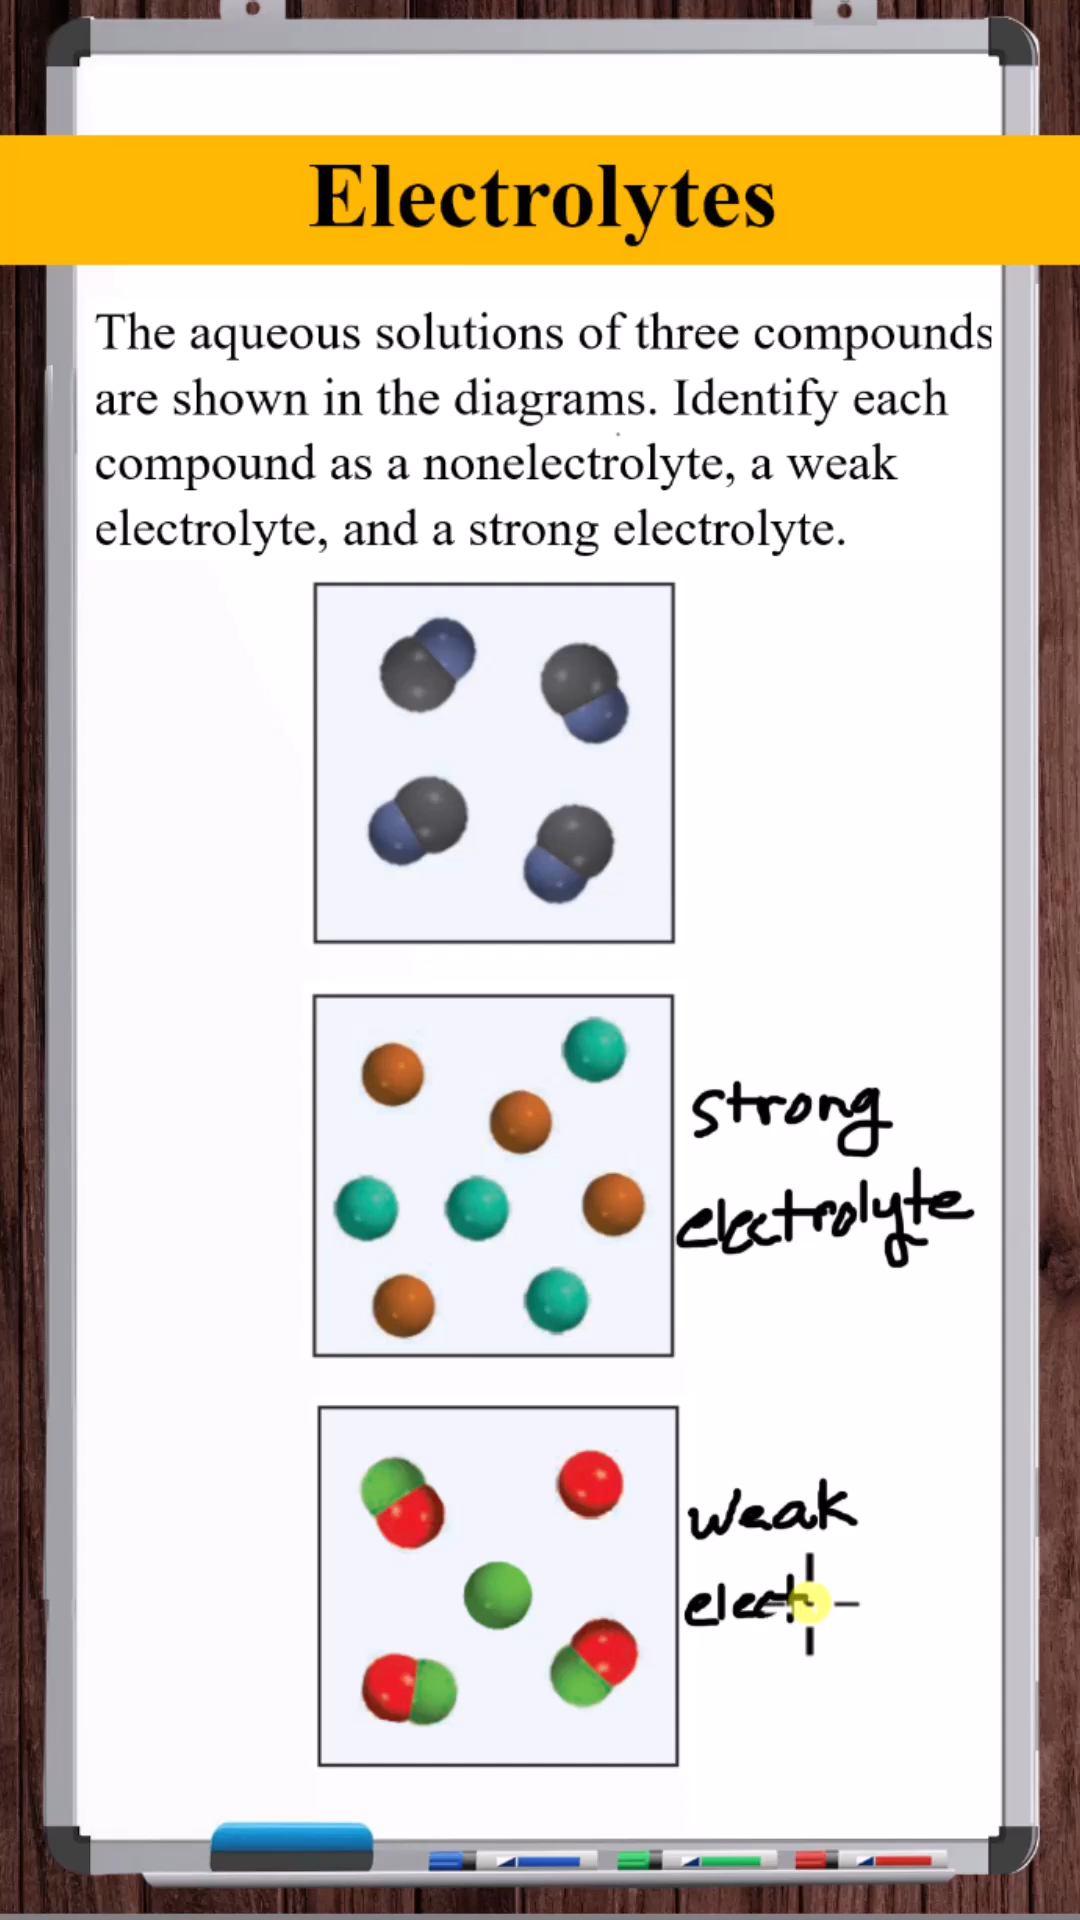 Electrolytes
The aqueous solutions of three compounds
are shown in the diagrams. Identify each
compound as a nonelectrolyte, a weak
electrolyte, and a strong electrolyte.
strong
electrolyte
weak
elect